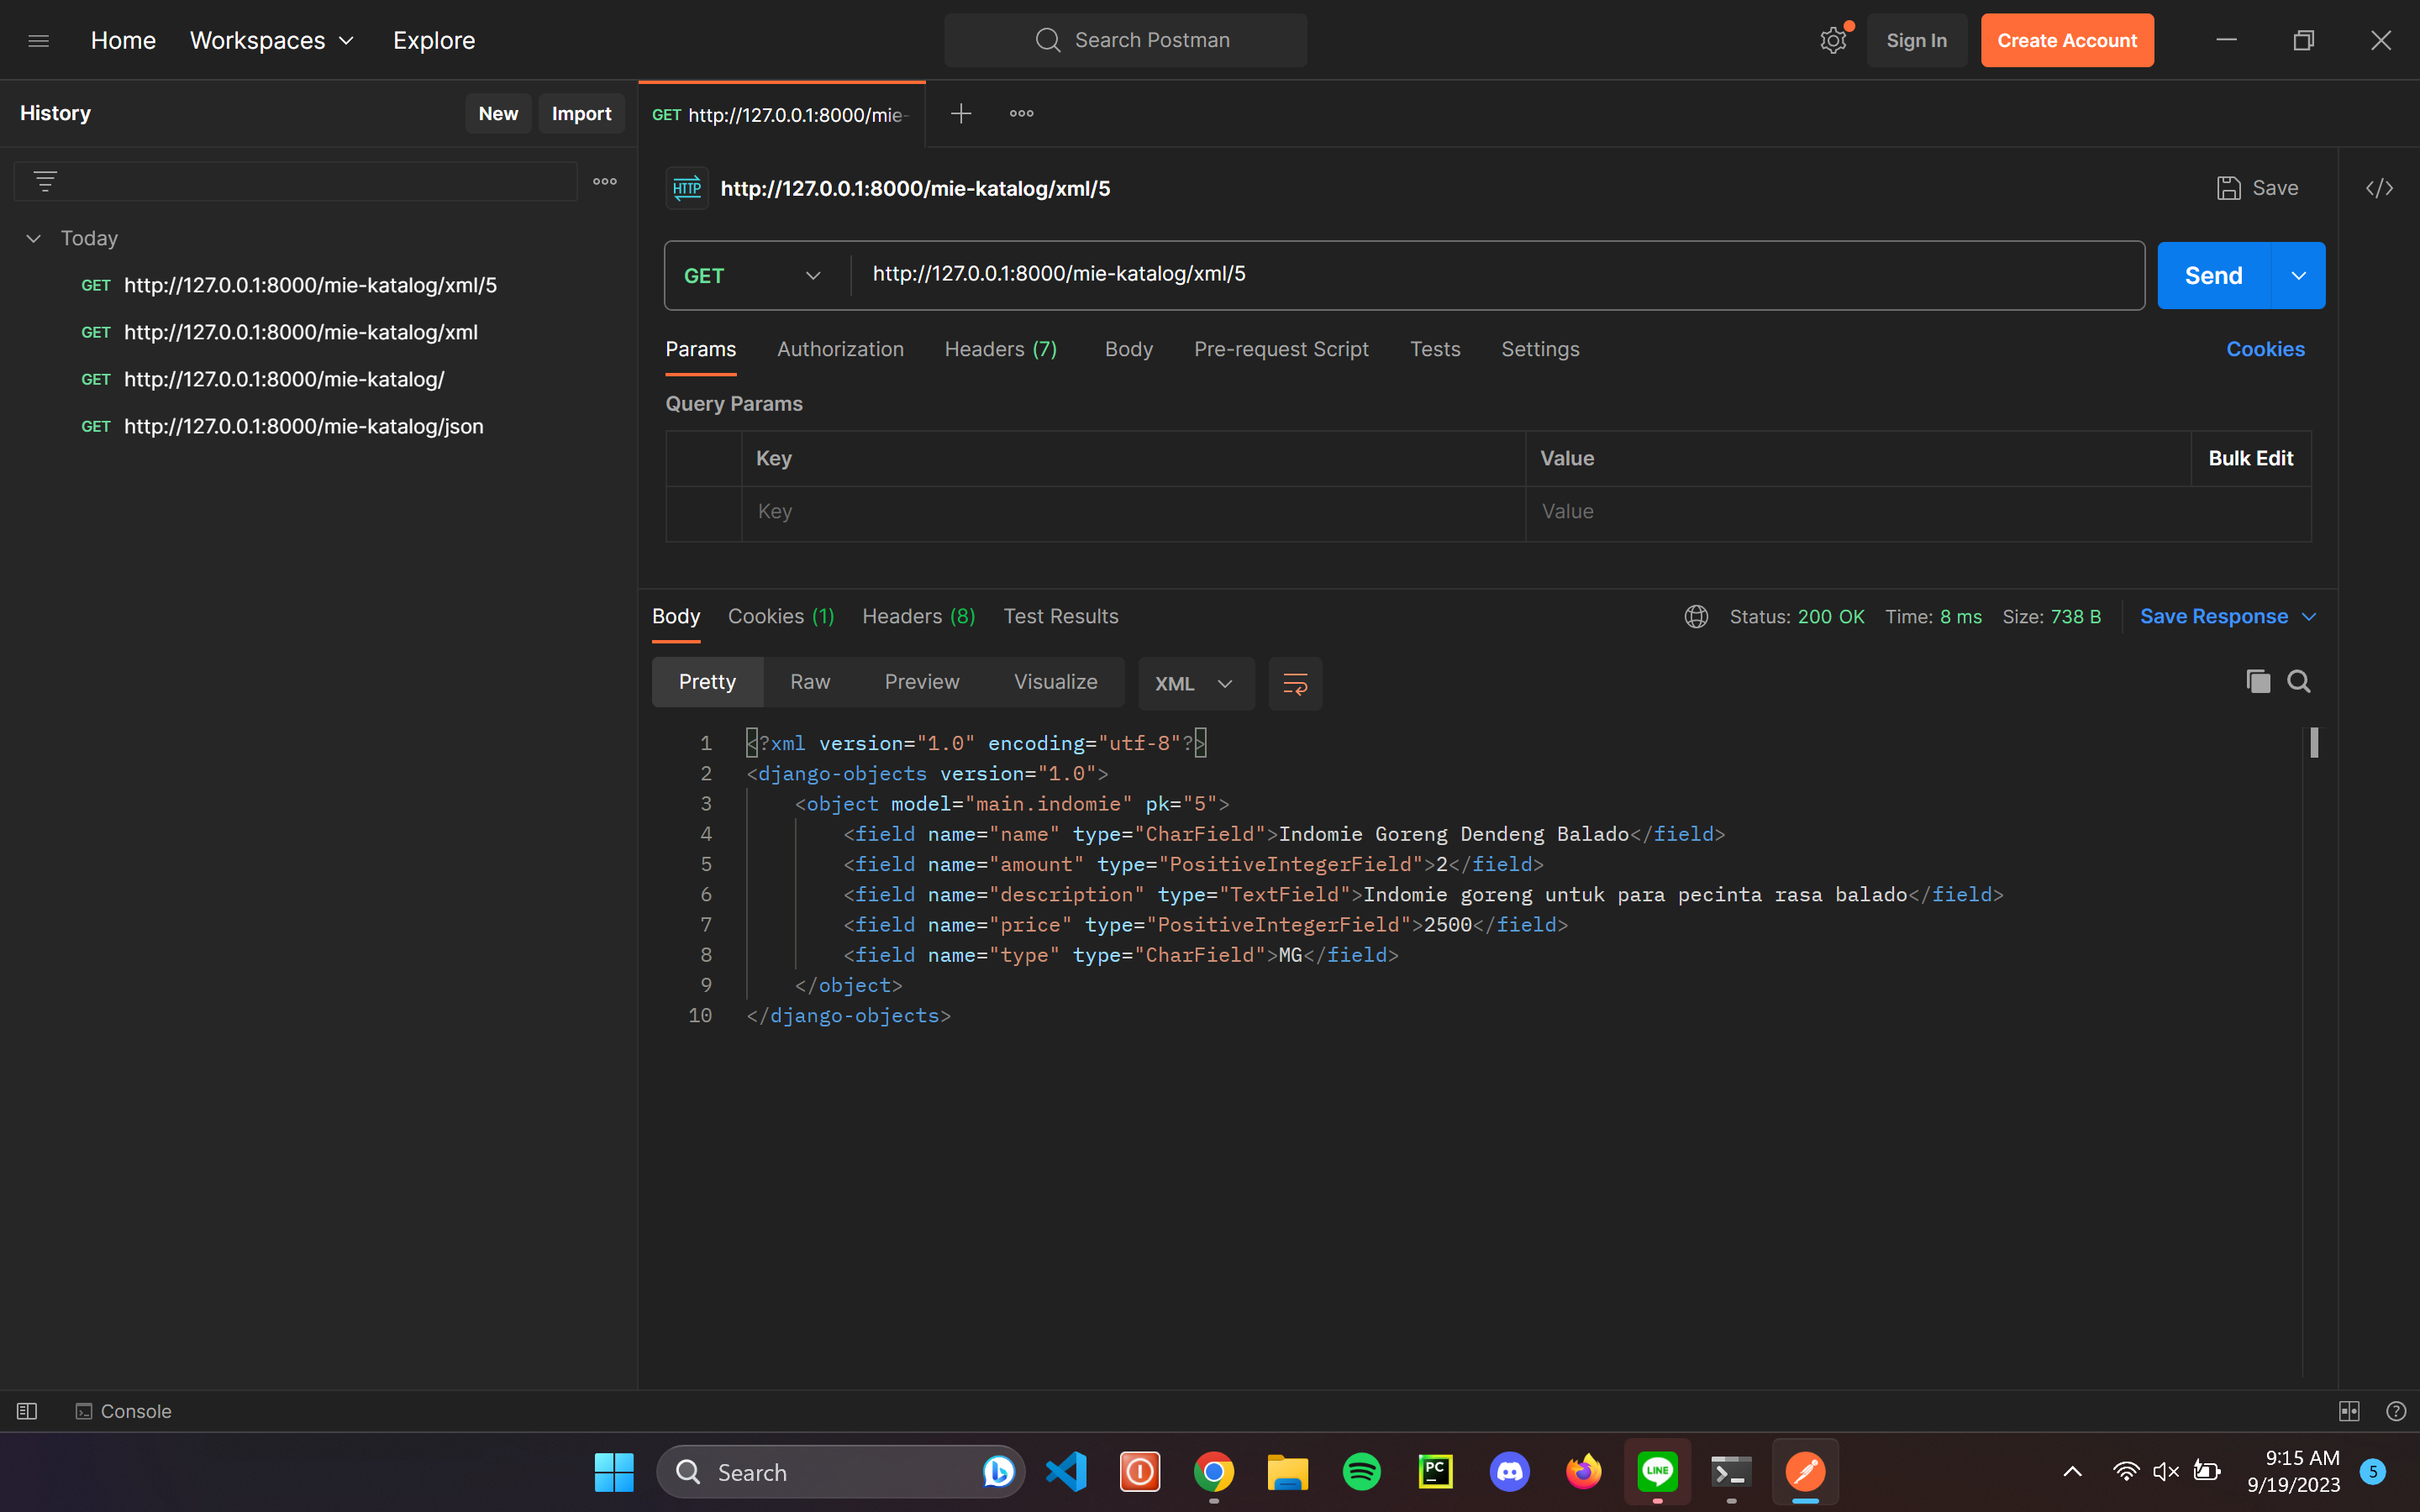 Home Workspaces Explore Search Postman Sign In Create Account
History New Import GET http://127.0.0.1:8000/mie-
HTTP http://127.0.0.1:8000/mie-katalog/xml/5 Save
Today
GET http://127.0.0.1:8000/mie-katalog/xml/5
GET http://127.0.0.1:8000/mie-katalog/xml
GET http://127.0.0.1:8000/mie-katalog/
GET http://127.0.0.1:8000/mie-katalog/json
GET http://127.0.0.1:8000/mie-katalog/xml/5 Send
Params Authorization Headers (7) Body Pre-request Script Tests Settings Cookies
Query Params
Key Value Bulk Edit
Key Value
Body Cookies (1) Headers (8) Test Results Status: 200 OK Time: 8 ms Size: 738 B Save Response
Pretty Raw Preview Visualize XML
1 <?xml version="1.0" encoding="utf-8"?>
2 <django-objects version="1.0">
3 <object model="main.indomie" pk="5">
4 <field name="name" type="CharField">Indomie Goreng Dendeng Balado</field>
5 <field name="amount" type="PositiveIntegerField">2</field>
6 <field name="description" type="TextField">Indomie goreng untuk para pecinta rasa balado</field>
7 <field name="price" type="PositiveIntegerField">2500</field>
8 <field name="type" type="CharField">MG</field>
9 </object>
10 </django-objects>
Console
Search PC LINE 9:15 AM
9/19/2023 5